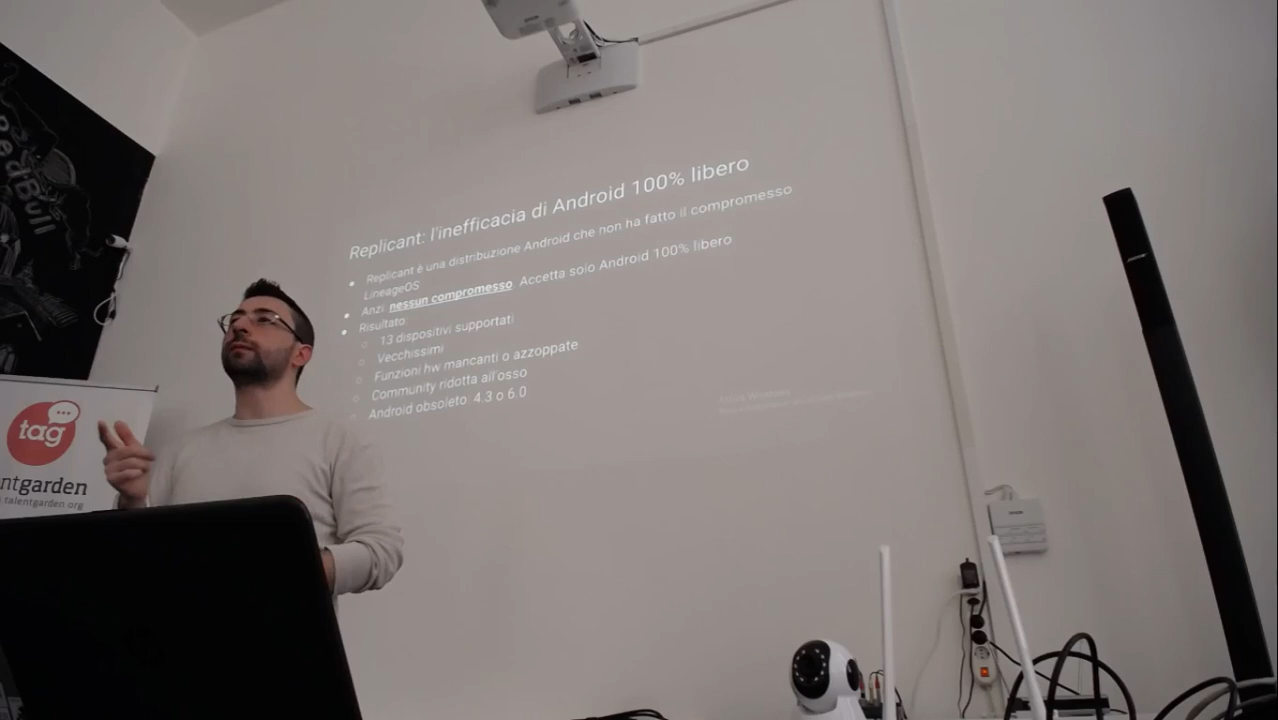 RedBull
Replicant: l'inefficacia di Android 100% libero
Replicant è una distribuzione Android che non ha fatto il compromesso
LineageOS
Anzi: nessun compromesso. Accetta solo Android 100% libero
Risultato:
13 dispositivi supportati
Vecchissimi
Funzioni hw mancanti o azzoppate
Community ridotta all'osso
Android obsoleto: 4.3 o 6.0
tag
ntgarden
talentgarden.org